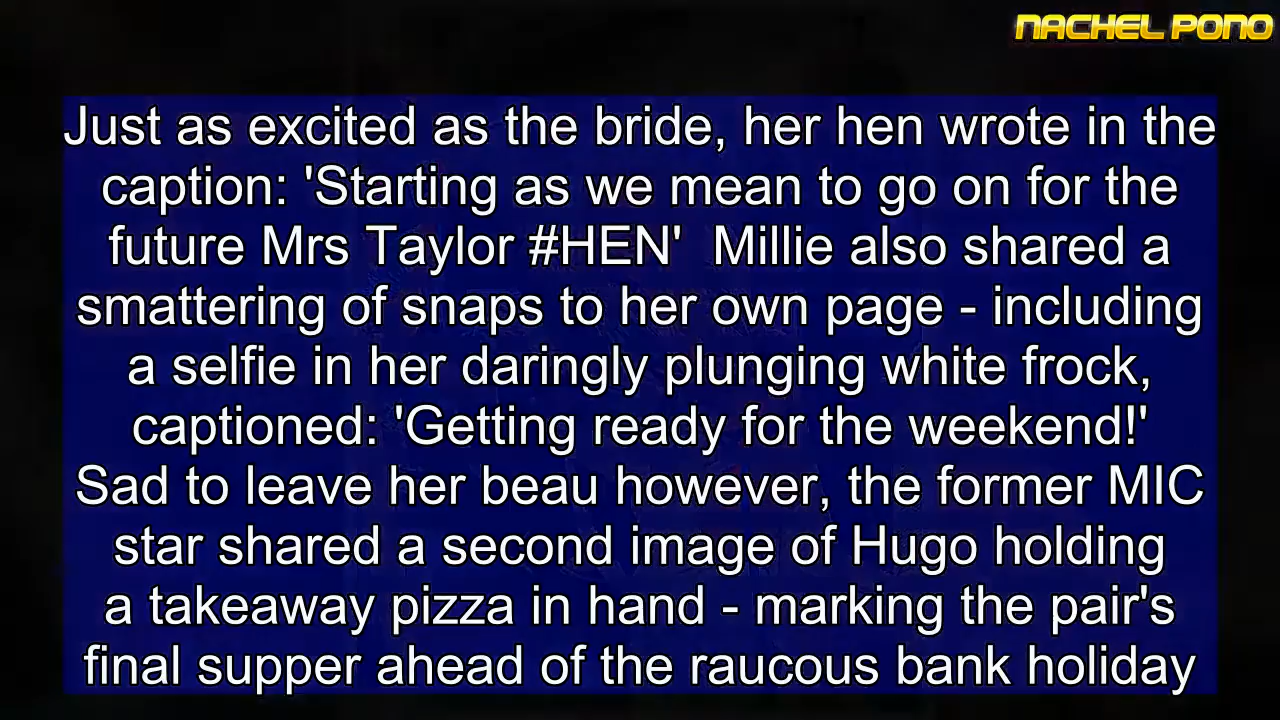 NACHEL PONO
Just as excited as the bride, her hen wrote in the
caption: 'Starting as we mean to go on for the
future Mrs Taylor #HEN'  Millie also shared a
smattering of snaps to her own page - including
a selfie in her daringly plunging white frock,
captioned: 'Getting ready for the weekend!'
Sad to leave her beau however, the former MIC
star shared a second image of Hugo holding
a takeaway pizza in hand - marking the pair's
final supper ahead of the raucous bank holiday